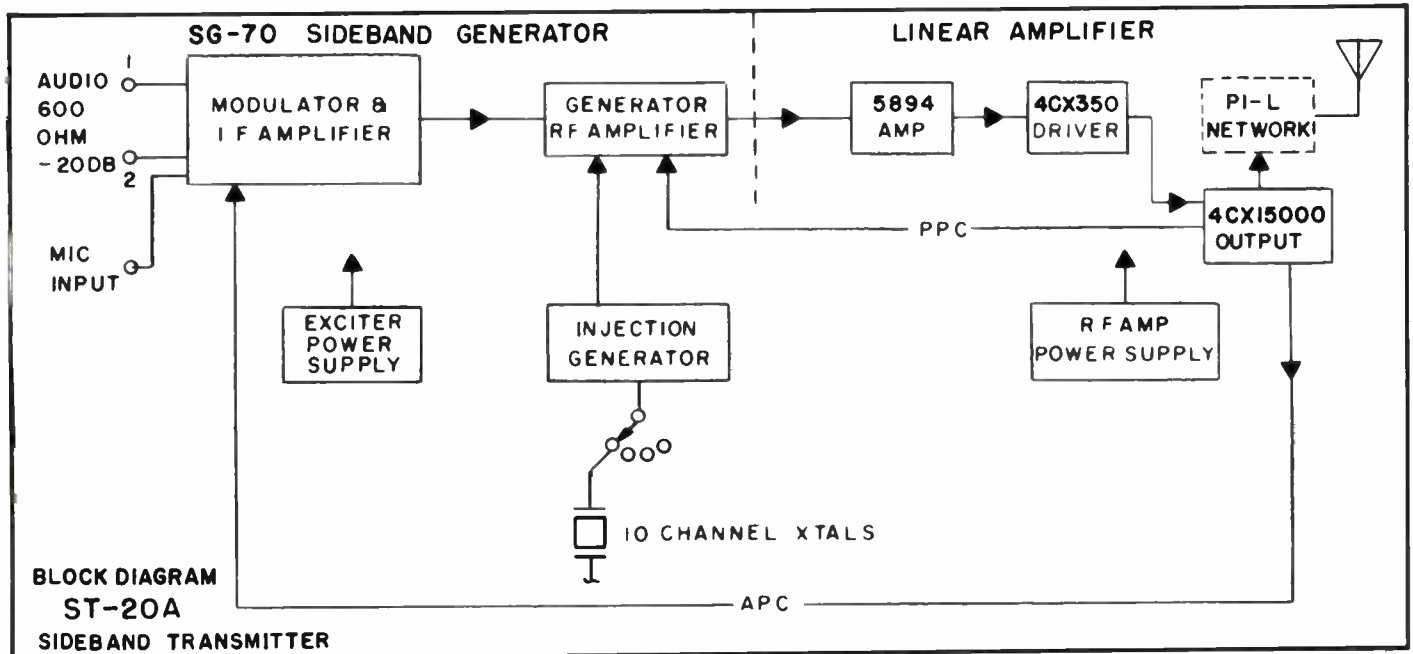 SG-70 SIDEBAND GENERATOR
LINEAR AMPLIFIER
AUDIO
600
OHM
-20DB
1
2
MIC
INPUT
MODULATOR &
IF AMPLIFIER
GENERATOR
RF AMPLIFIER
5894
AMP
4CX350
DRIVER
PI-L
NETWORK
4CX15000
OUTPUT
PPC
EXCITER
POWER
SUPPLY
INJECTION
GENERATOR
RF AMP
POWER SUPPLY
10 CHANNEL XTALS
APC
BLOCK DIAGRAM
ST-20A
SIDEBAND TRANSMITTER